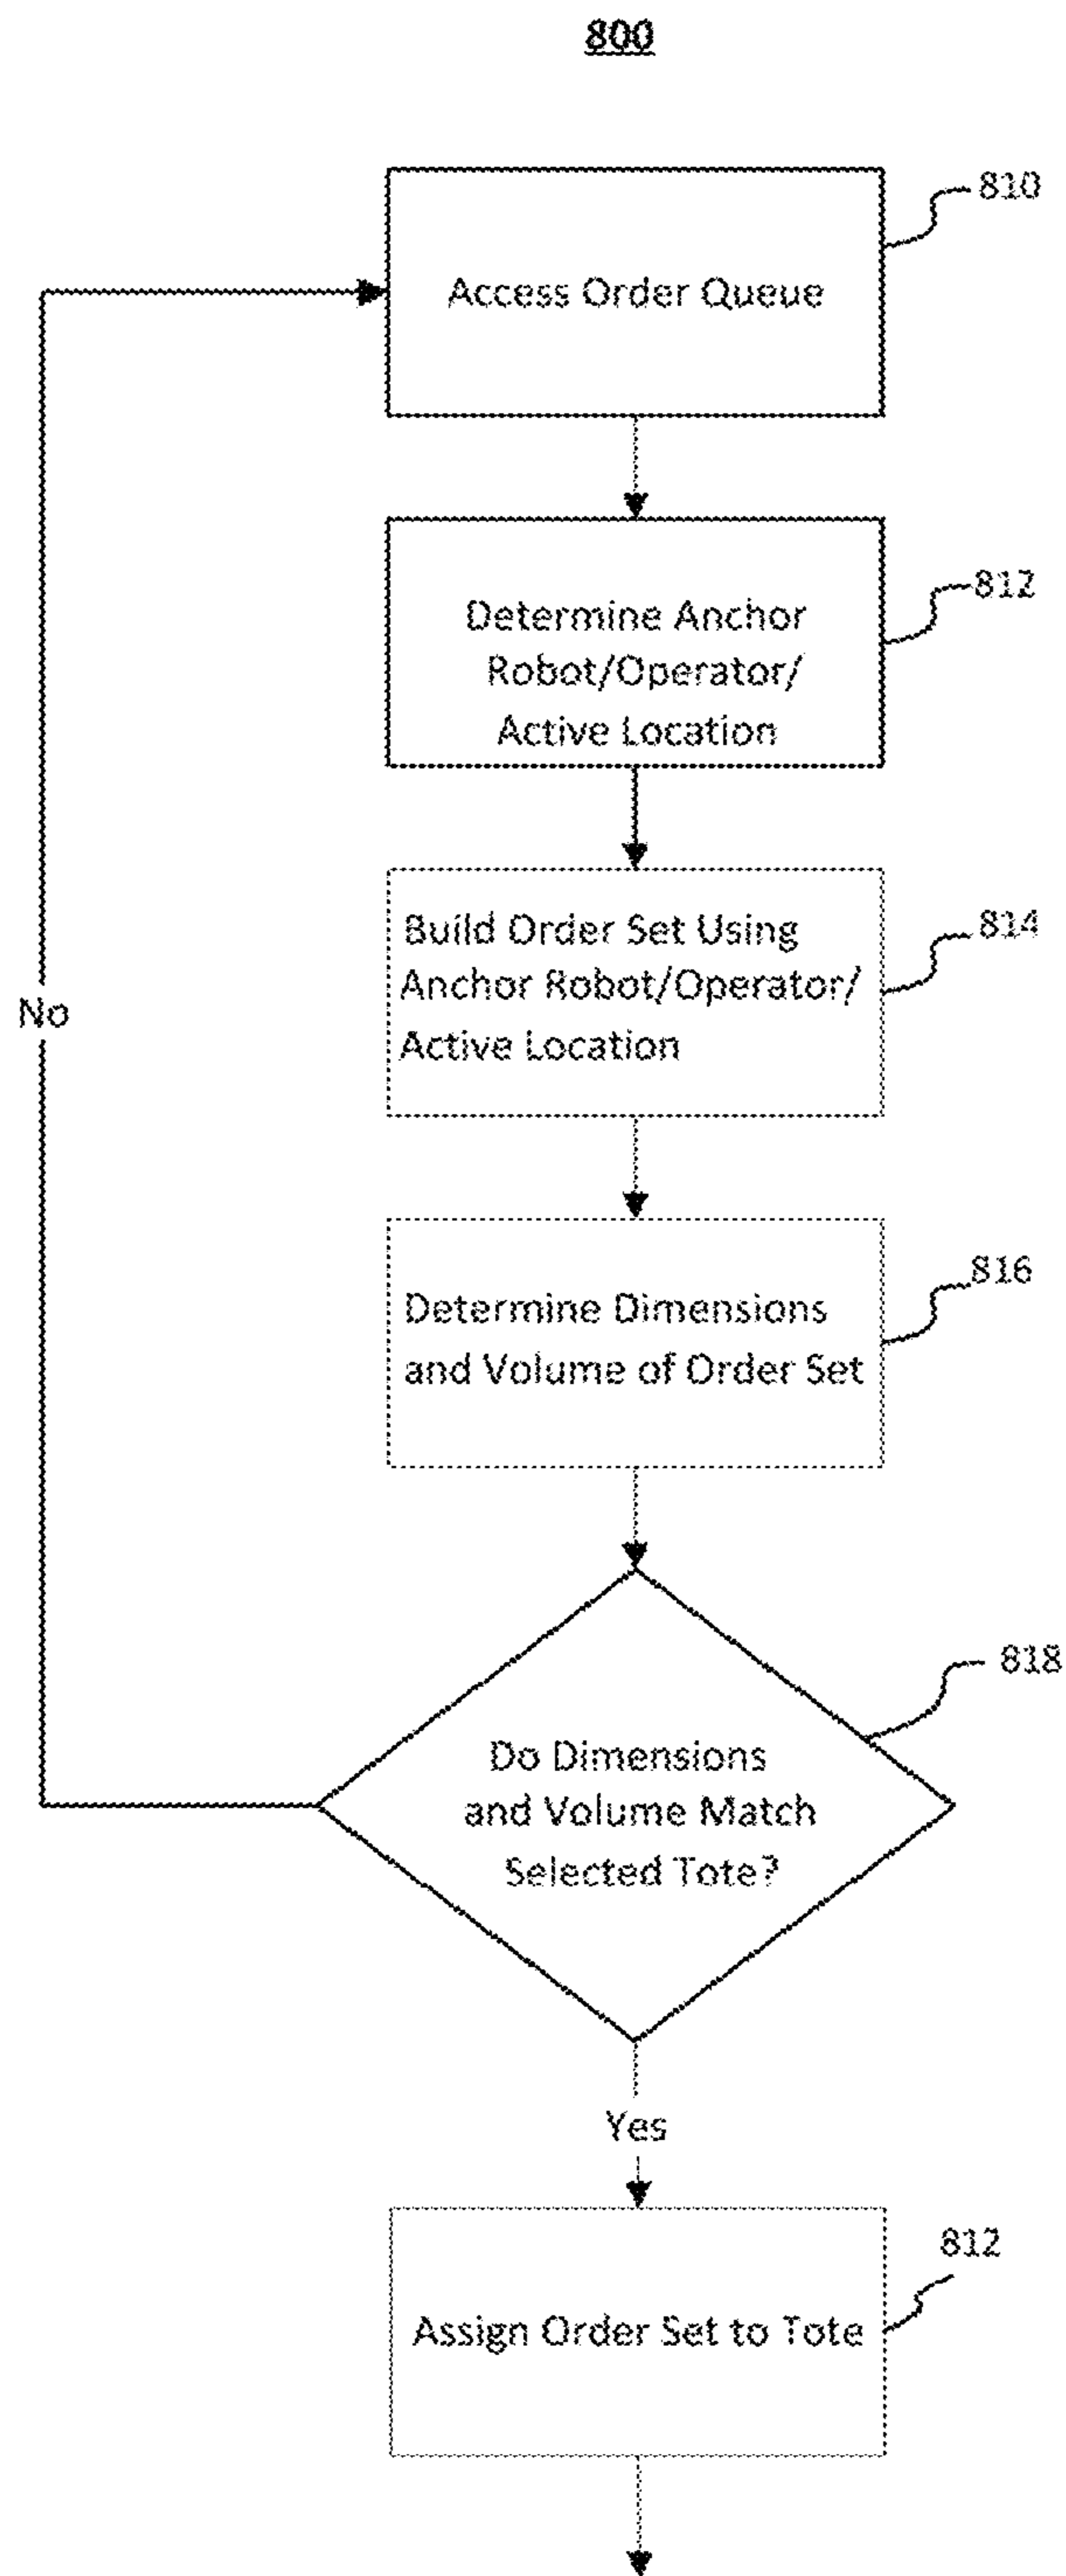 800
810
Access Order Queue
812
Determine Anchor
Robot/Operator/
Active Location
814
Build Order Set Using
Anchor Robot/Operator/
Active Location
No
816
Determine Dimensions
and Volume of Order Set
818
Do Dimensions
and Volume Match
Selected Tote?
Yes
812
Assign Order Set to Tote